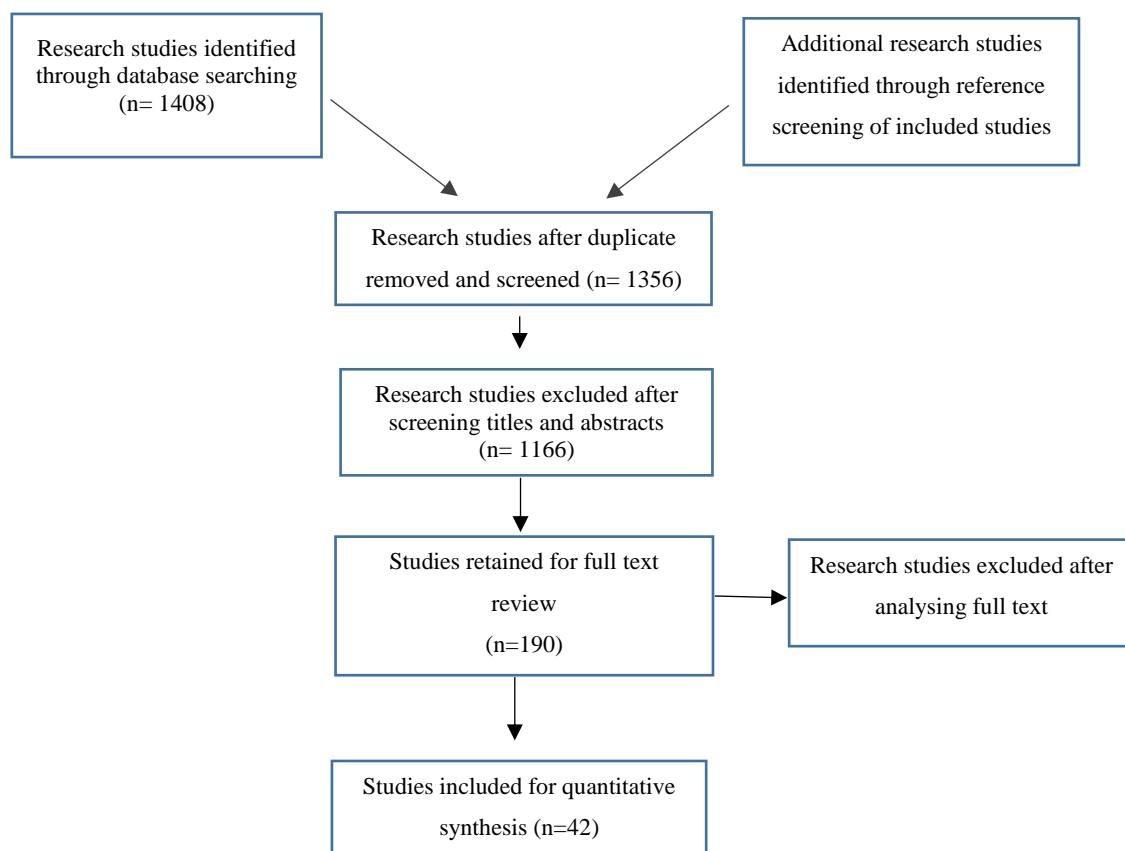 Research studies identified
through database searching
(n= 1408)
Additional research studies
identified through reference
screening of included studies
Research studies after duplicate
removed and screened (n= 1356)
Research studies excluded after
screening titles and abstracts
(n= 1166)
Studies retained for full text
review
(n=190)
Research studies excluded after
analysing full text
Studies included for quantitative
synthesis (n=42)